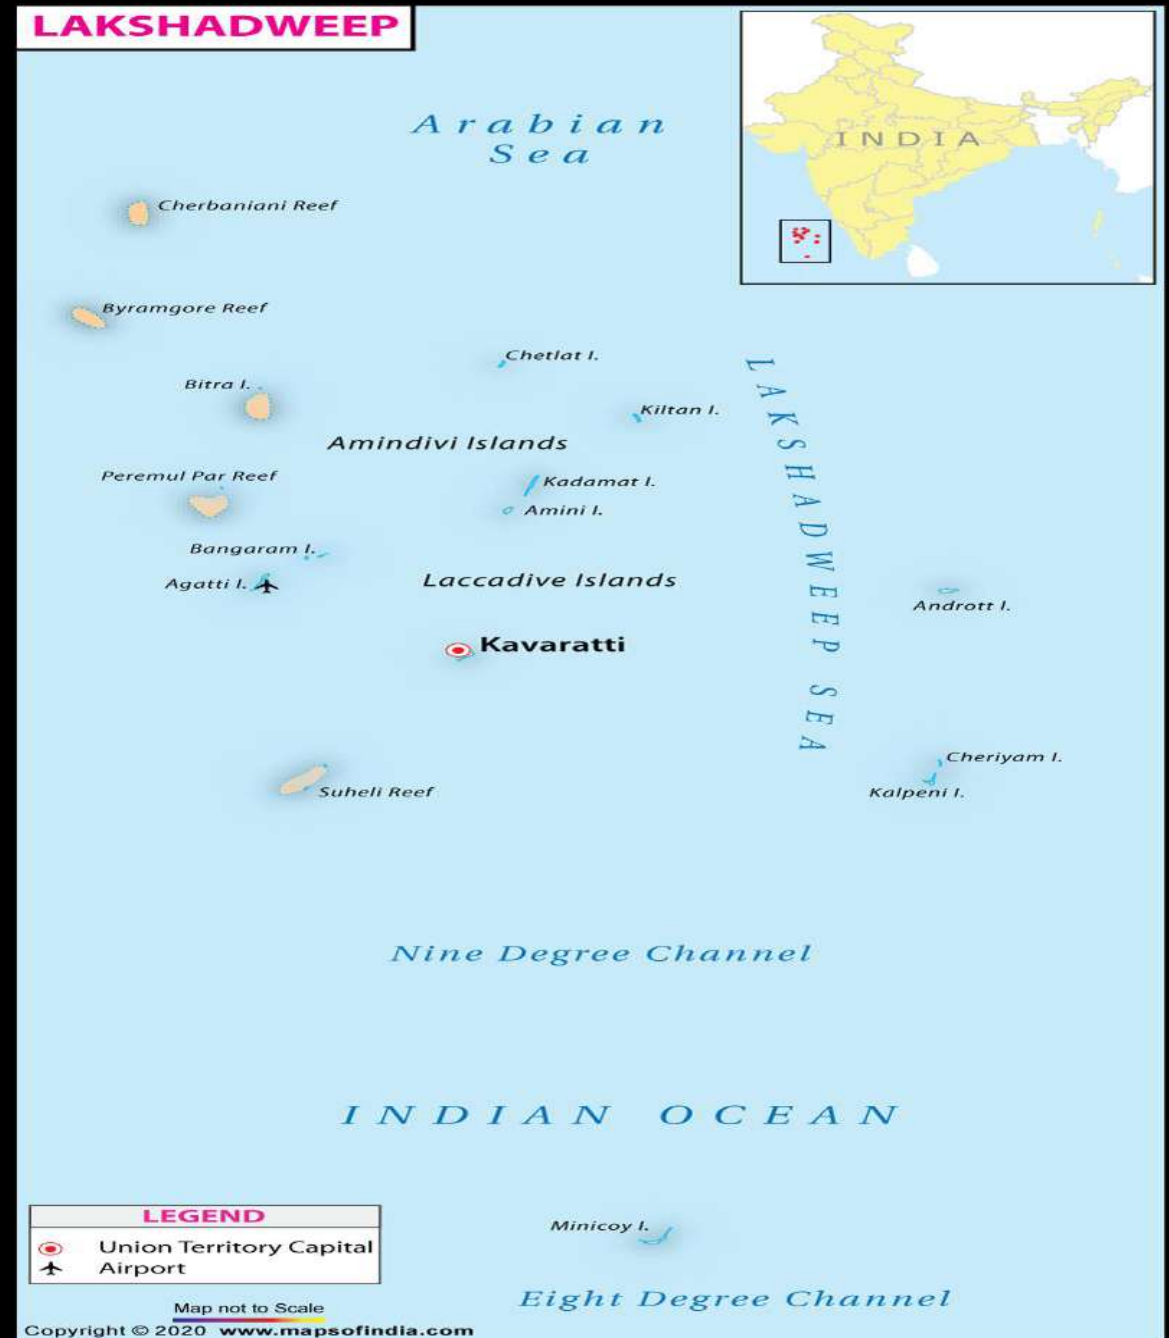 LAKSHADWEEP
Arabian
Sea
INDIA
Cherbaniani Reef
Byramgore Reef
Chetlat I.
Bitra I.
Kiltan I.
Amindivi Islands
Peremul Par Reef
Kadamat I.
Amini I.
Bangaram I.
Agatti I.
Laccadive Islands
LAKSHADWEEP SEA
Andrott I.
Kavaratti
Cheriyam I.
Suheli Reef
Kalpeni I.
Nine Degree Channel
INDIAN OCEAN
Minicoy I.
Eight Degree Channel
LEGEND
Union Territory Capital
Airport
Map not to Scale
Copyright © 2020 www.mapsofindia.com